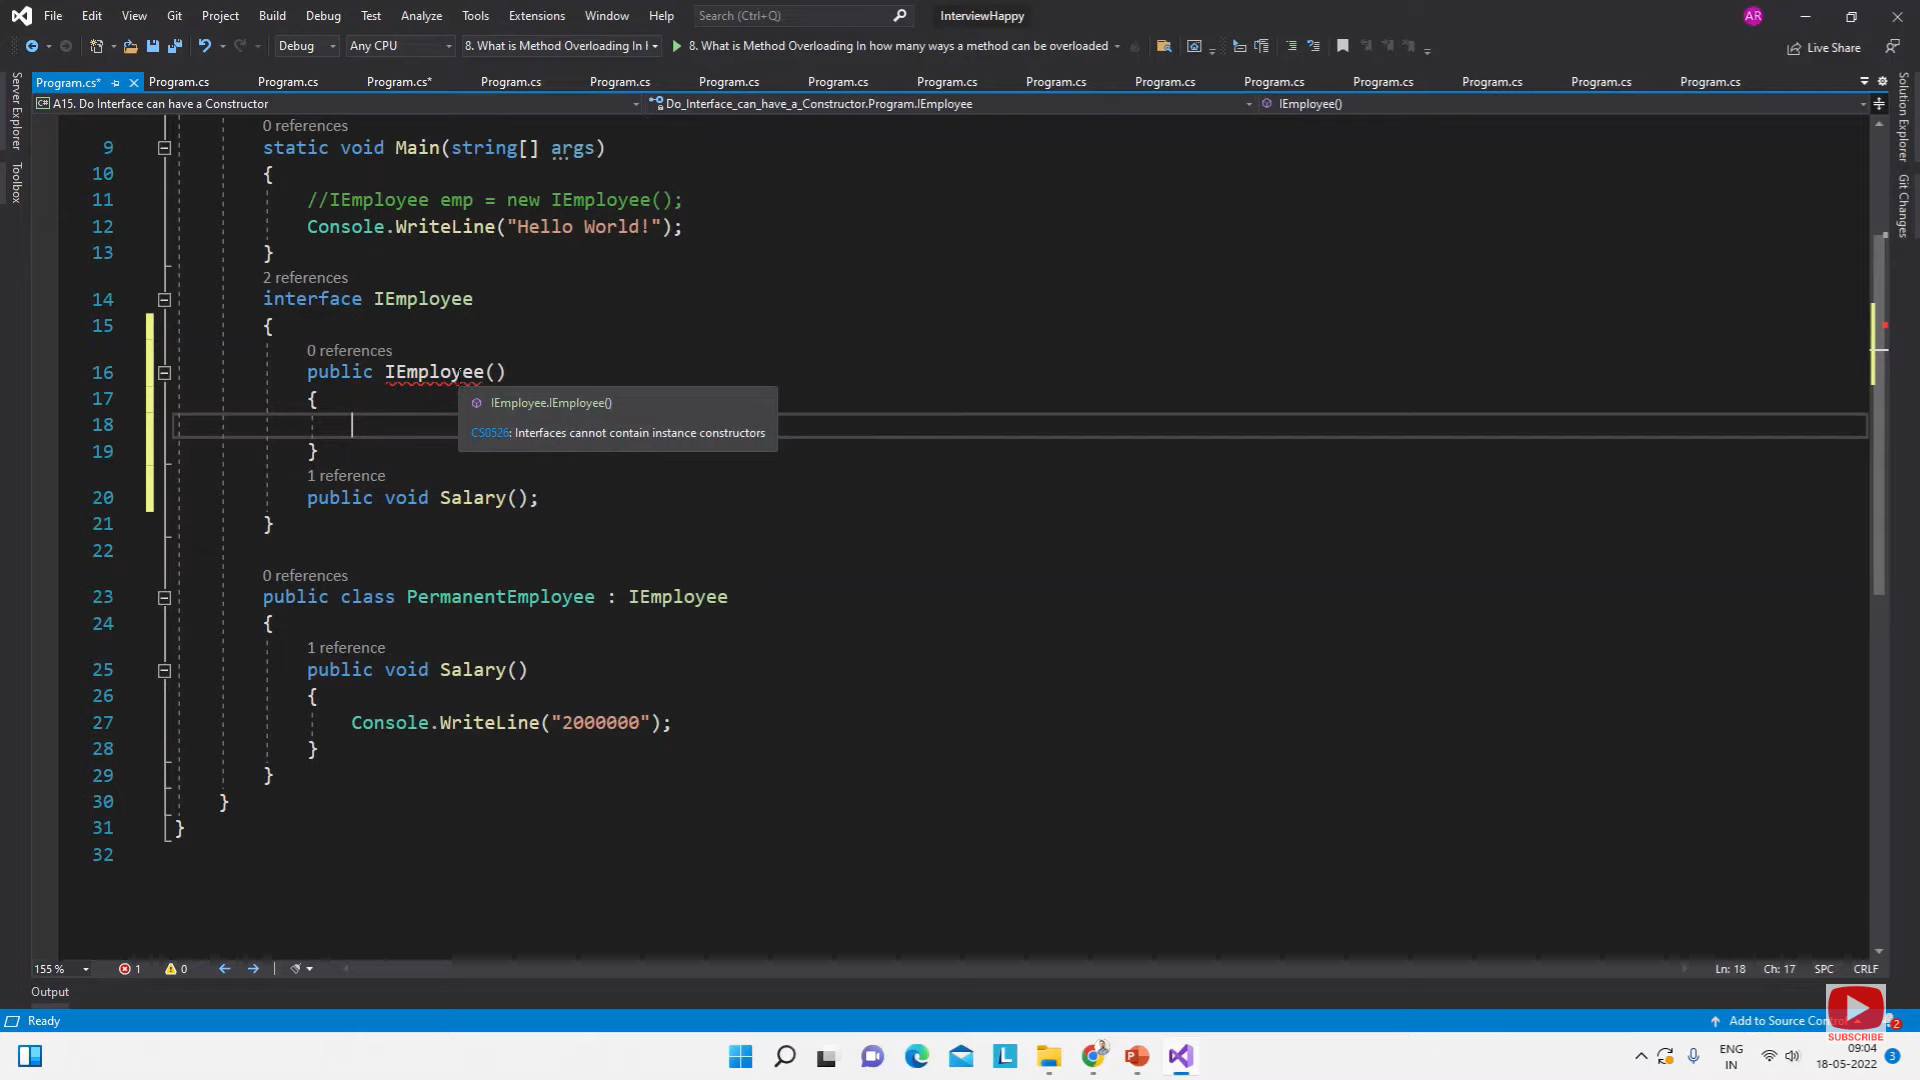 File Edit View Git Project Build Debug Test Analyze Tools Extensions Window Help Search (Ctrl+Q) InterviewHappy AR
Debug Any CPU 8. What is Method Overloading In h 8. What is Method Overloading In how many ways a method can be overloaded Live Share
Program.cs* Program.cs Program.cs Program.cs* Program.cs Program.cs Program.cs Program.cs Program.cs Program.cs Program.cs Program.cs Program.cs Program.cs Program.cs Program.cs
A15. Do Interface can have a Constructor Do_Interface_can_have_a_Constructor.Program.IEmployee IEmployee()
Server Explorer
Toolbox
Solution Explorer
Git Changes
0 references
9 static void Main(string[] args)
10 {
11 //IEmployee emp = new IEmployee();
12 Console.WriteLine("Hello World!");
13 }
2 references
14 interface IEmployee
15 {
0 references
16 public IEmployee()
17 {
IEmployee.IEmployee()
18
CS0526: Interfaces cannot contain instance constructors
19 }
1 reference
20 public void Salary();
21 }
22
0 references
23 public class PermanentEmployee : IEmployee
24 {
1 reference
25 public void Salary()
26 {
27 Console.WriteLine("2000000");
28 }
29 }
30 }
31 }
32
155 % 1 0 Ln: 18 Ch: 17 SPC CRLF
Output
Ready Add to Source Contro 2
SUBSCRIBE
L ENG 09:04
IN 18-05-2022 3